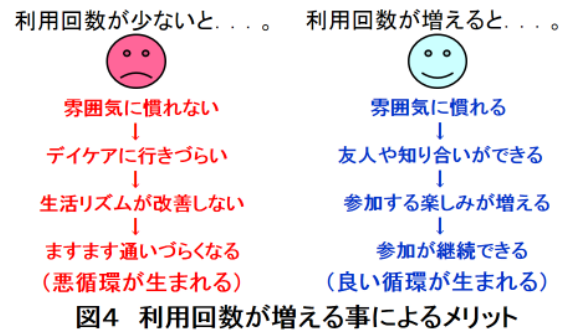 利用回数が少ないと．．．。
雰囲気に慣れない
↓
デイケアに行きづらい
↓
生活リズムが改善しない
↓
ますます通いづらくなる
（悪循環が生まれる）
利用回数が増えると．．．。
雰囲気に慣れる
↓
友人や知り合いができる
↓
参加する楽しみが増える
↓
参加が継続できる
（良い循環が生まれる）
図４　利用回数が増える事によるメリット